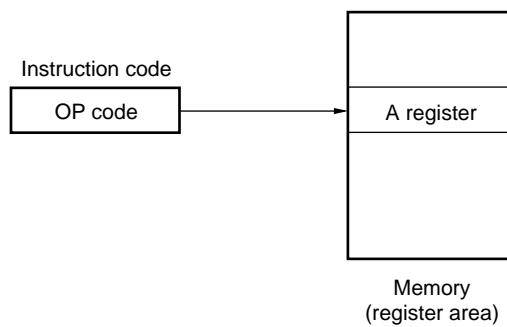 Instruction code
OP code
A register
Memory
(register area)